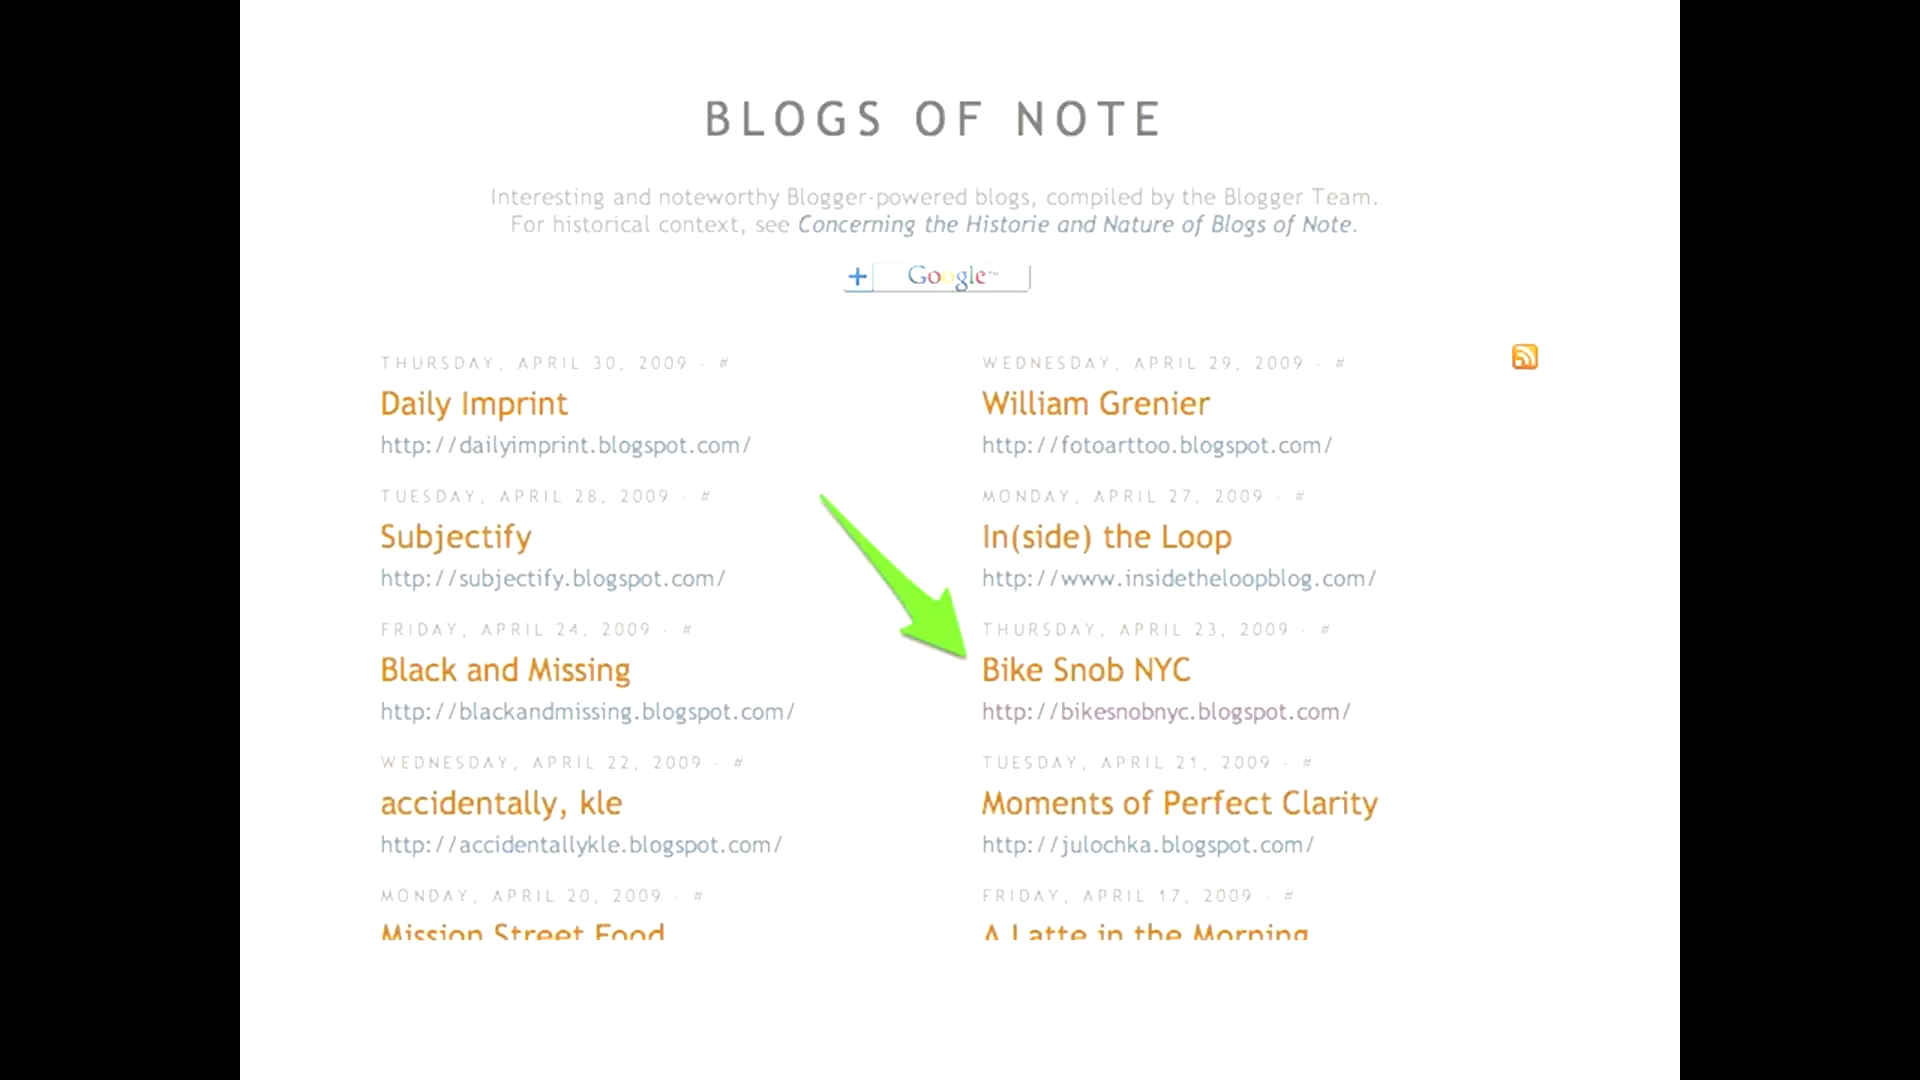 BLOGS OF NOTE
Interesting and noteworthy Blogger-powered blogs, compiled by the Blogger Team.
For historical context, see Concerning the Historie and Nature of Blogs of Note.
+ Google™
THURSDAY, APRIL 30, 2009 · #
Daily Imprint
http://dailyimprint.blogspot.com/
WEDNESDAY, APRIL 29, 2009 · #
William Grenier
http://fotoarttoo.blogspot.com/
TUESDAY, APRIL 28, 2009 · #
Subjectify
http://subjectify.blogspot.com/
MONDAY, APRIL 27, 2009 · #
In(side) the Loop
http://www.insidetheloopblog.com/
FRIDAY, APRIL 24, 2009 · #
Black and Missing
http://blackandmissing.blogspot.com/
THURSDAY, APRIL 23, 2009 · #
Bike Snob NYC
http://bikesnobnyc.blogspot.com/
WEDNESDAY, APRIL 22, 2009 · #
accidentally, kle
http://accidentallykle.blogspot.com/
TUESDAY, APRIL 21, 2009 · #
Moments of Perfect Clarity
http://julochka.blogspot.com/
MONDAY, APRIL 20, 2009 · #
Mission Street Food
FRIDAY, APRIL 17, 2009 · #
A Latte in the Morning